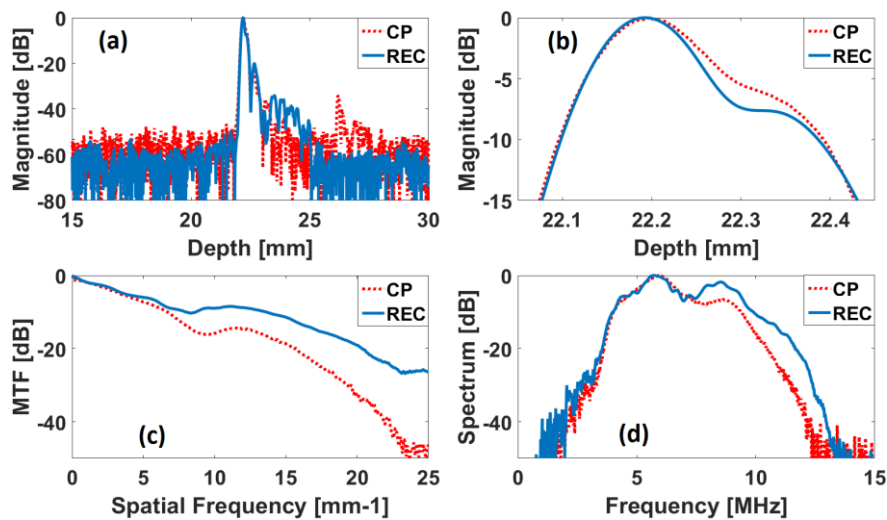 (a)
CP
REC
Magnitude [dB]
0
-20
-40
-60
-80
15
20
25
30
Depth [mm]
(b)
CP
REC
Magnitude [dB]
0
-5
-10
-15
22.1
22.2
22.3
22.4
Depth [mm]
(c)
CP
REC
MTF [dB]
0
-20
-40
0
5
10
15
20
25
Spatial Frequency [mm-1]
(d)
CP
REC
Spectrum [dB]
0
-20
-40
0
5
10
15
Frequency [MHz]